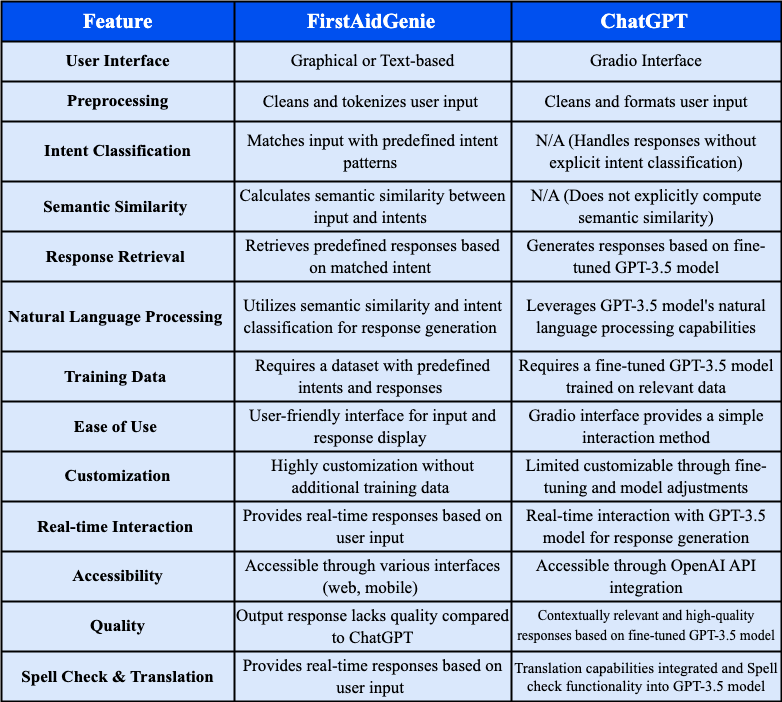 Feature FirstAidGenie ChatGPT
User Interface Graphical or Text-based Gradio Interface
Preprocessing Cleans and tokenizes user input Cleans and formats user input
Intent Classification
Matches input with predefined intent
patterns
N/A (Handles responses without
explicit intent classification)
Semantic Similarity
Calculates semantic similarity between
input and intents
N/A (Does not explicitly compute
semantic similarity)
Response Retrieval
Retrieves predefined responses based
on matched intent
Generates responses based on fine-
tuned GPT-3.5 model
Natural Language Processing
Utilizes semantic similarity and intent
classification for response generation
Leverages GPT-3.5 model's natural
language processing capabilities
Training Data
Requires a dataset with predefined
intents and responses
Requires a fine-tuned GPT-3.5 model
trained on relevant data
Ease of Use
User-friendly interface for input and
response display
Gradio interface provides a simple
interaction method
Customization
Highly customization without
additional training data
Limited customizable through fine-
tuning and model adjustments
Real-time Interaction
Provides real-time responses based on
user input
Real-time interaction with GPT-3.5
model for response generation
Accessibility
Accessible through various interfaces
(web, mobile)
Accessible through OpenAI API
integration
Quality
Output response lacks quality compared
to ChatGPT
Contextually relevant and high-quality
responses based on fine-tuned GPT-3.5 model
Spell Check & Translation
Provides real-time responses based on
user input
Translation capabilities integrated and Spell
check functionality into GPT-3.5 model